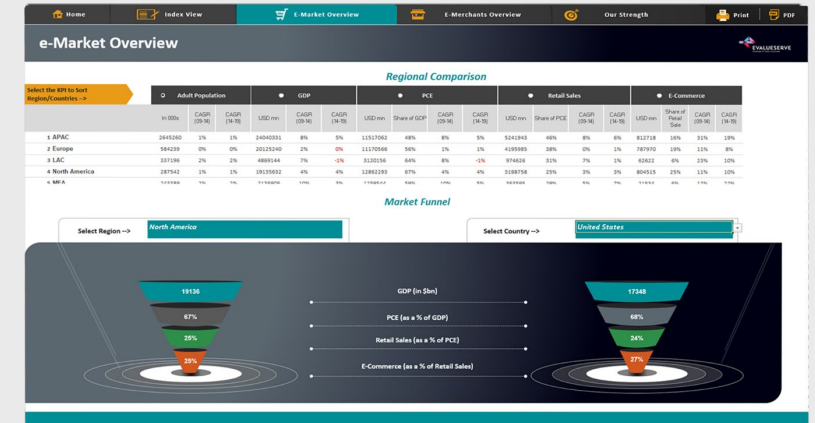 Home Index View E-Market Overview E-Merchants Overview Our Strength Print PDF
e-Market Overview
EVALUESERVE
Regional Comparison
Select the KPI to Sort
Region/Countries -->
Adult Population GDP PCE Retail Sales E-Commerce
In 000s CAGR (09-14) CAGR (14-19) USD mn CAGR (09-14) CAGR (14-19) USD mn Share of GDP CAGR (09-14) CAGR (14-19) USD mn Share of PCE CAGR (09-14) CAGR (14-19) USD mn Share of Retail Sale CAGR (09-14) CAGR (14-19)
1 APAC 2645260 1% 1% 24040331 8% 5% 11517062 48% 8% 5% 5241943 46% 8% 6% 812718 16% 31% 19%
2 Europe 584239 0% 0% 20125240 2% 0% 11170566 56% 1% 1% 4195985 38% 0% 1% 787970 19% 11% 8%
3 LAC 337196 2% 2% 4869144 7% -1% 3120156 64% 8% -1% 974626 31% 7% 1% 62622 6% 23% 10%
4 North America 287542 1% 1% 19135632 4% 4% 12862293 67% 4% 4% 3198758 25% 3% 3% 804515 25% 11% 10%
5 MEA
Market Funnel
Select Region --> North America
Select Country --> United States
19136 GDP (in $bn) 17348
67% PCE (as a % of GDP) 68%
25% Retail Sales (as a % of PCE) 24%
25% E-Commerce (as a % of Retail Sales) 27%